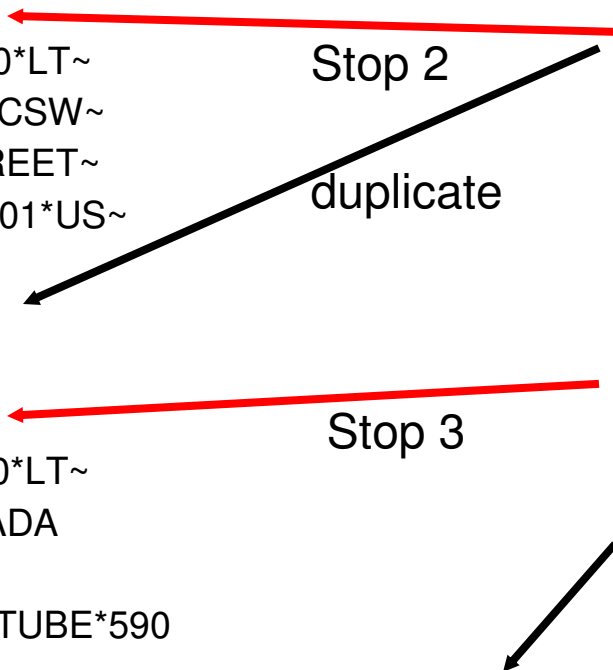 0*LT~
Stop 2
CSW~
REET~
duplicate
01*US~
Stop 3
0*LT~
ADA
TUBE*590